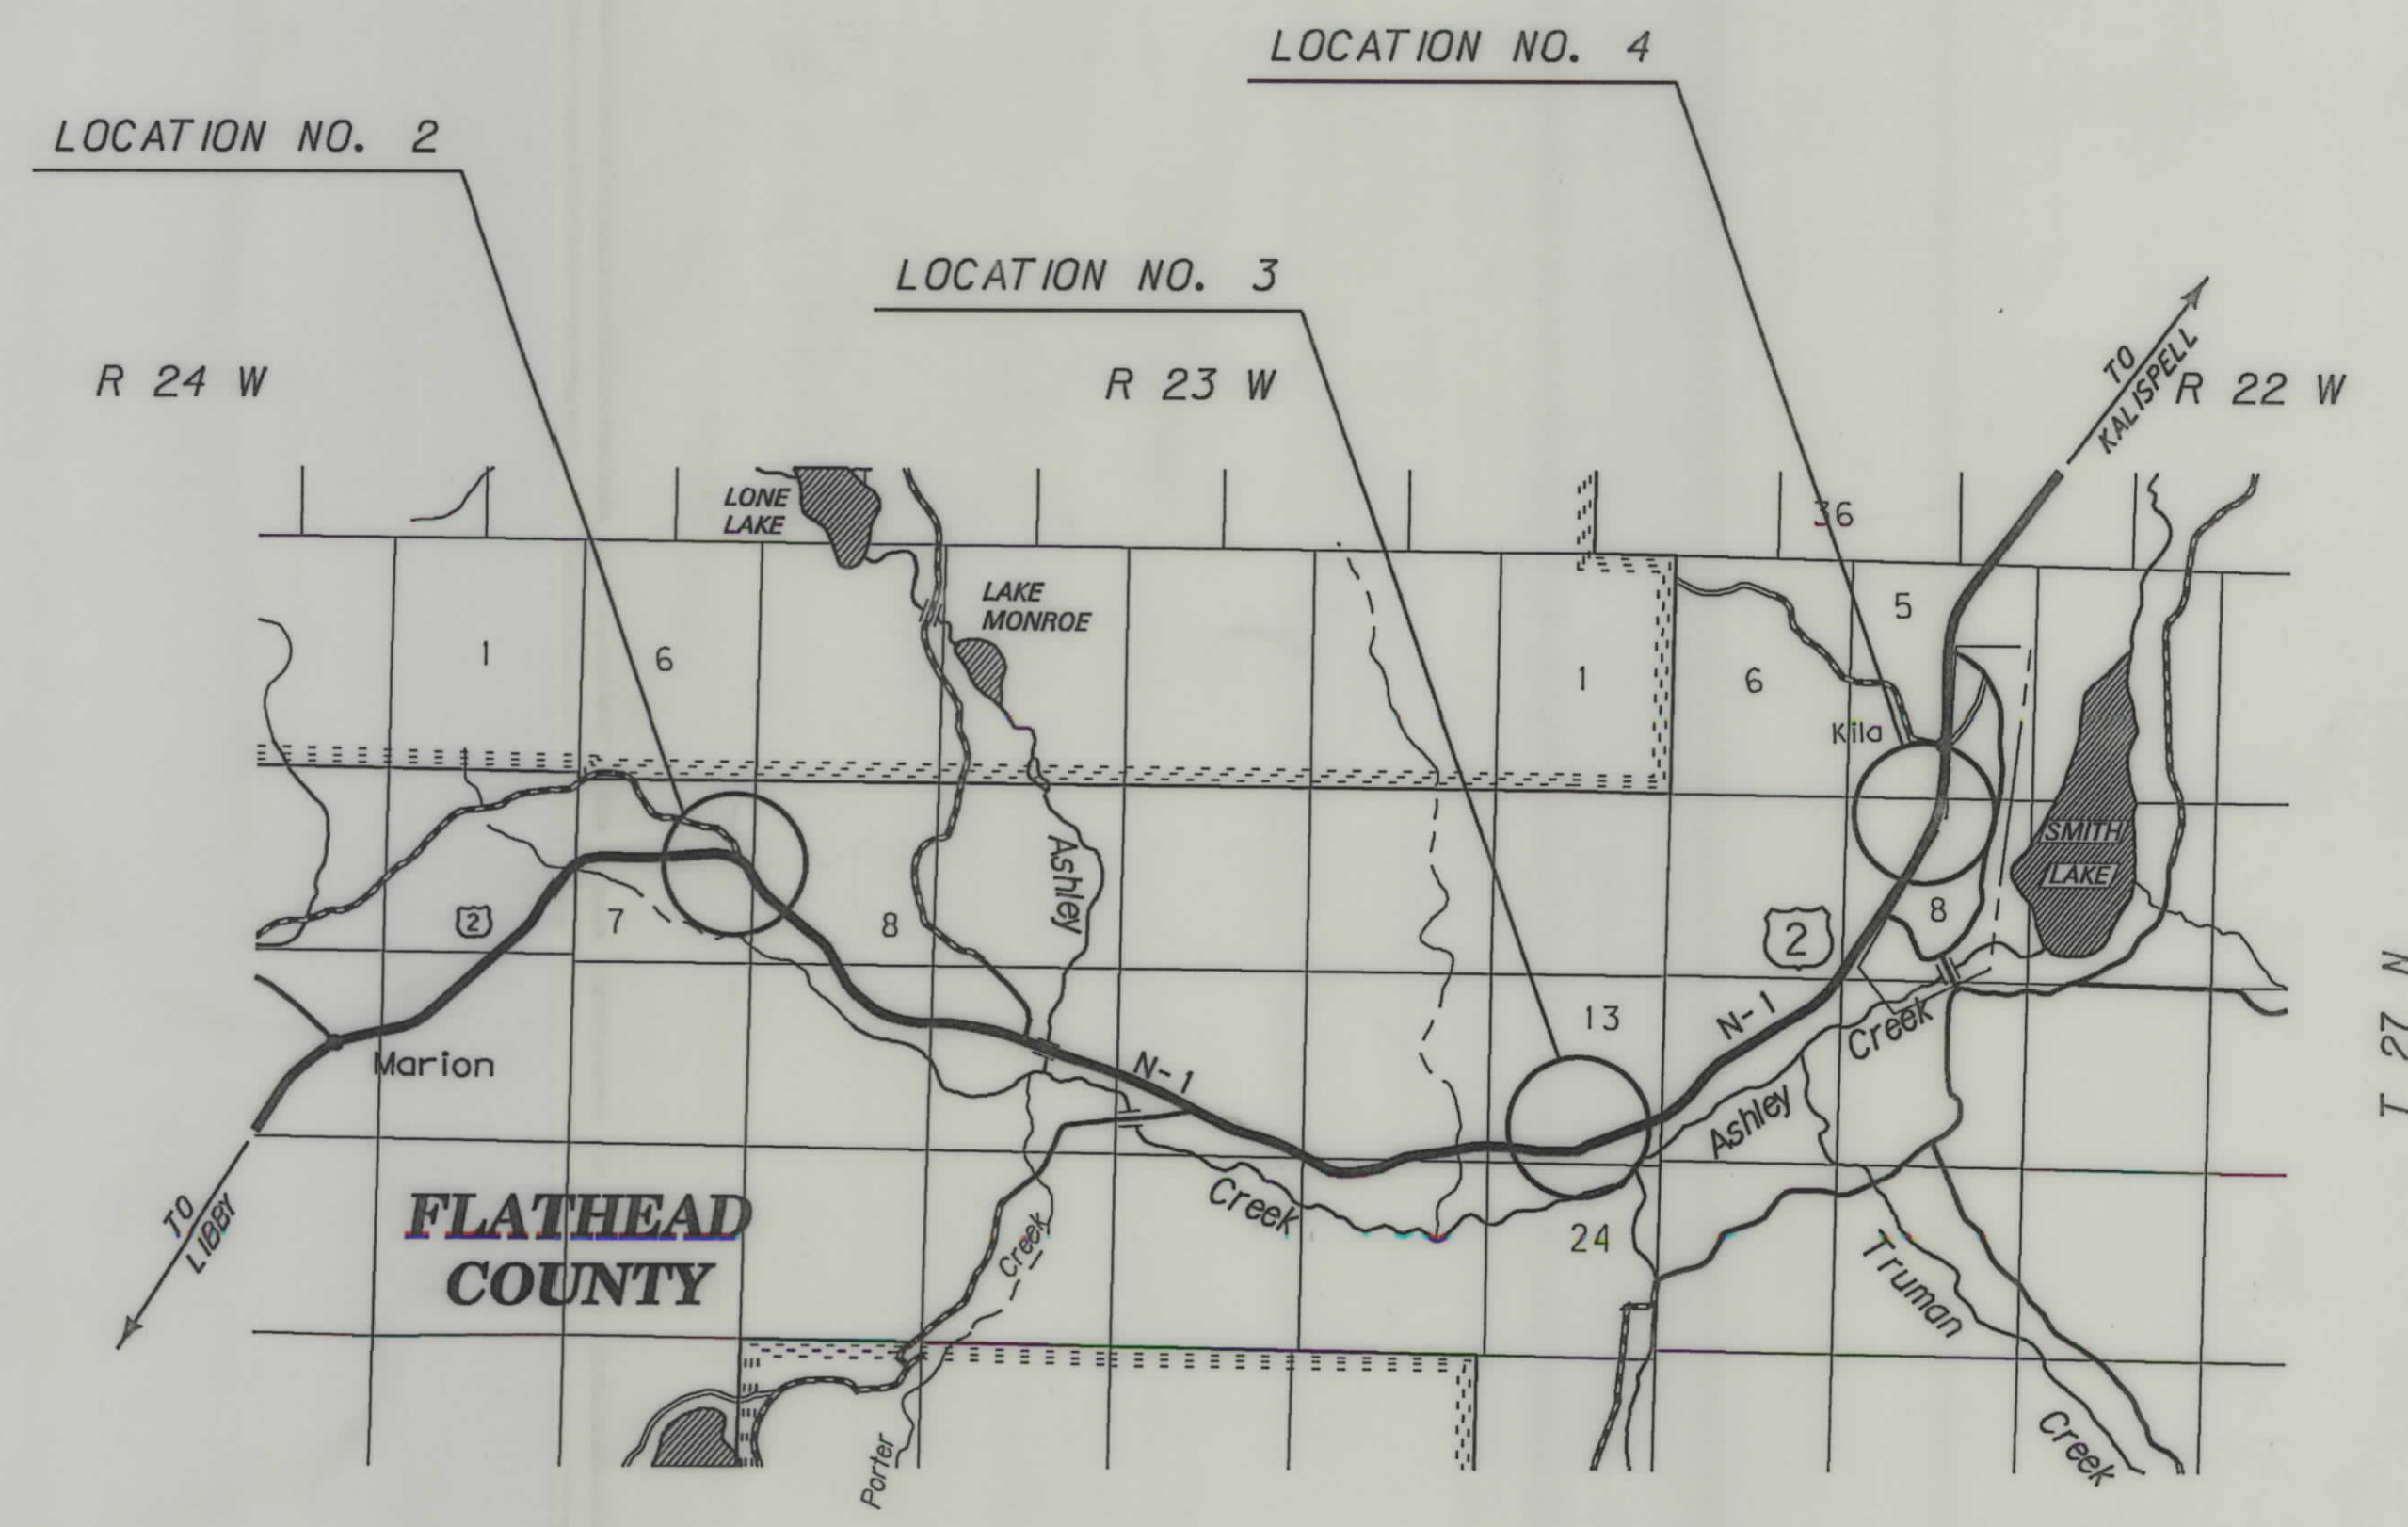 LOCATION NO. 4
LOCATION NO. 2
LOCATION NO. 3
R 24 W
R 23 W
R 22 W
TO
KALISPELL
LONE
LAKE
36
LAKE
MONROE
5
1
6
1
6
Kila
SMITH
LAKE
Ashley
2
7
8
2
8
13
N-1
Creek
Marion
N-1
Ashley
T 27 N
TO
LIBBY
FLATHEAD
COUNTY
Creek
Creek
24
Truman
Creek
Porter